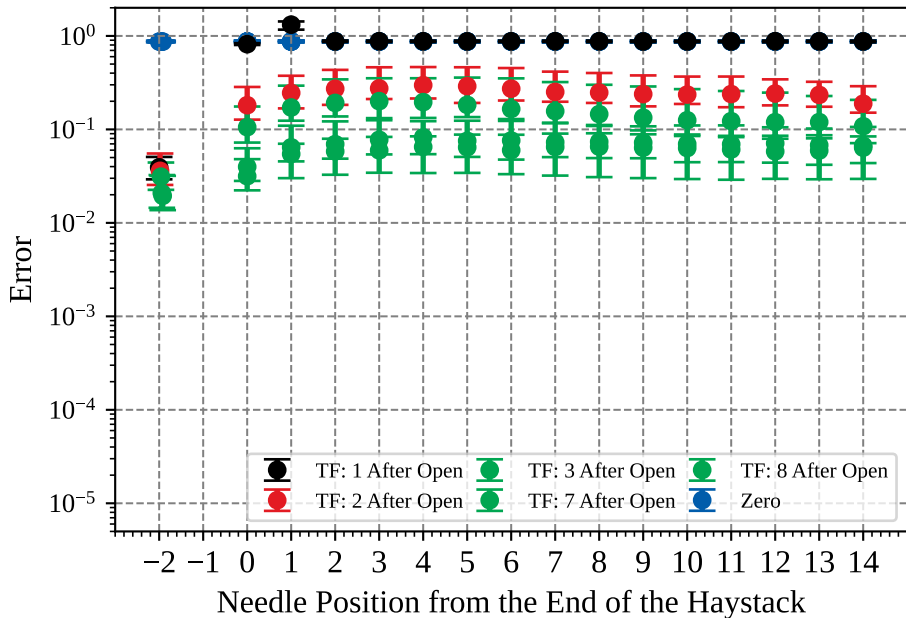 10⁰
10⁻¹
10⁻²
10⁻³
10⁻⁴
10⁻⁵
Error
TF: 1 After Open
TF: 2 After Open
TF: 3 After Open
TF: 7 After Open
TF: 8 After Open
Zero
−2 −1 0 1 2 3 4 5 6 7 8 9 10 11 12 13 14
Needle Position from the End of the Haystack